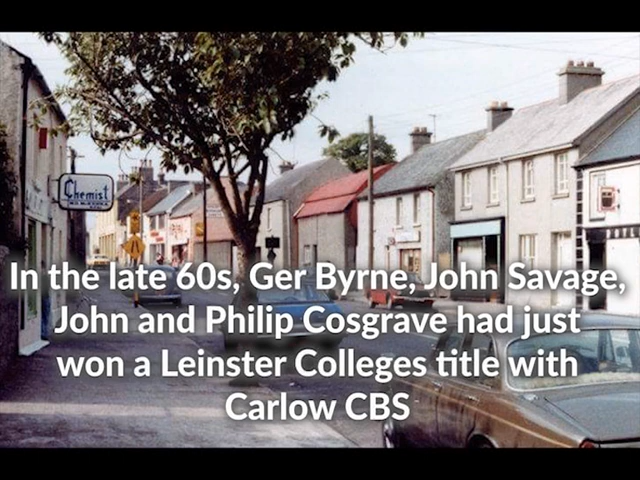 Chemist
In the late 60s, Ger Byrne, John Savage,
John and Philip Cosgrave had just
won a Leinster Colleges title with
Carlow CBS